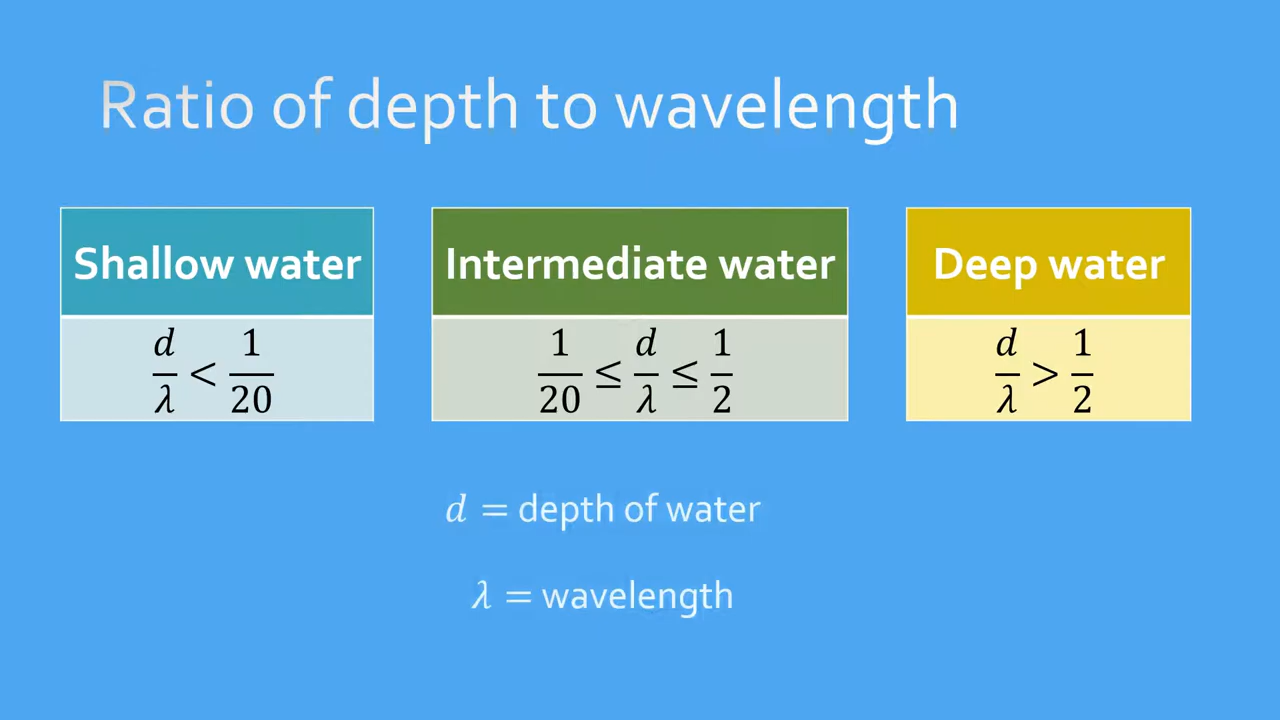 Ratio of depth to wavelength
Shallow water
d/λ < 1/20
Intermediate water
1/20 ≤ d/λ ≤ 1/2
Deep water
d/λ > 1/2
d = depth of water
λ = wavelength